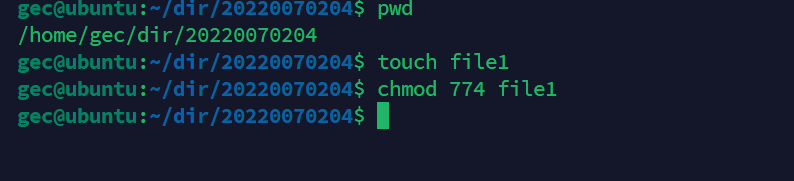 gec@ubuntu:~/dir/20220070204$ pwd
/home/gec/dir/20220070204
gec@ubuntu:~/dir/20220070204$ touch file1
gec@ubuntu:~/dir/20220070204$ chmod 774 file1
gec@ubuntu:~/dir/20220070204$